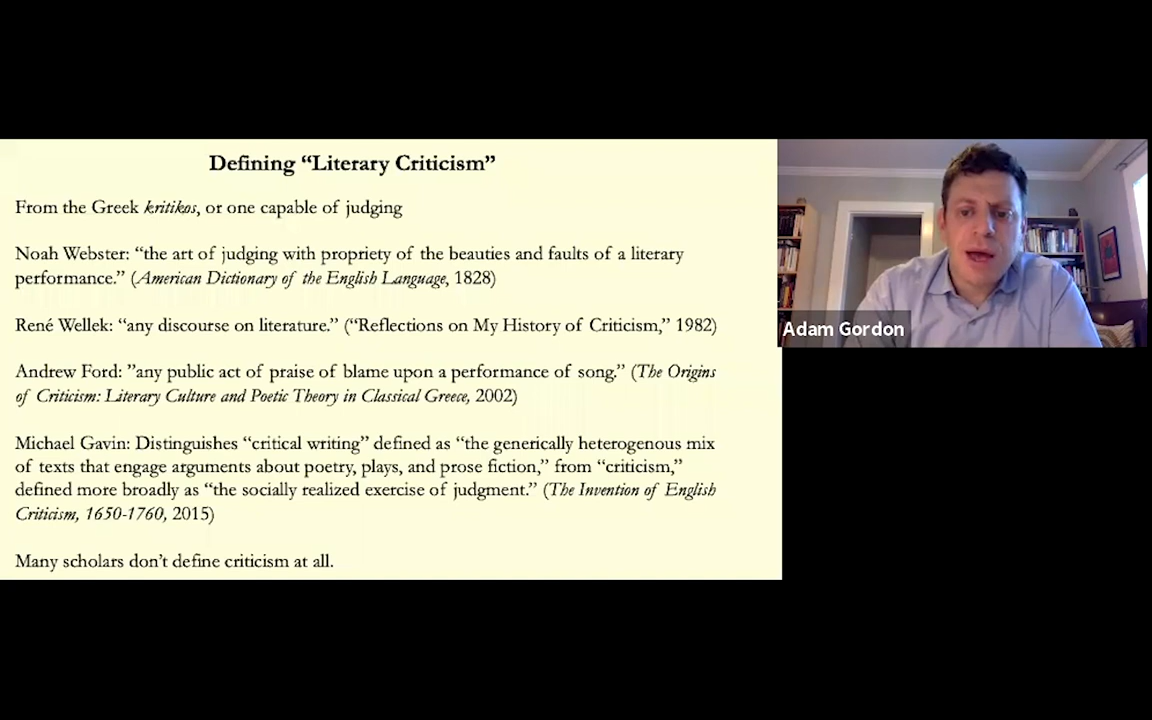 Defining “Literary Criticism”
From the Greek kritikos, or one capable of judging
Noah Webster: “the art of judging with propriety of the beauties and faults of a literary
performance.” (American Dictionary of the English Language, 1828)
René Wellek: “any discourse on literature.” (“Reflections on My History of Criticism,” 1982)
Andrew Ford: ”any public act of praise of blame upon a performance of song.” (The Origins
of Criticism: Literary Culture and Poetic Theory in Classical Greece, 2002)
Michael Gavin: Distinguishes “critical writing” defined as “the generically heterogenous mix
of texts that engage arguments about poetry, plays, and prose fiction,” from “criticism,”
defined more broadly as “the socially realized exercise of judgment.” (The Invention of English
Criticism, 1650-1760, 2015)
Many scholars don’t define criticism at all.
Adam Gordon